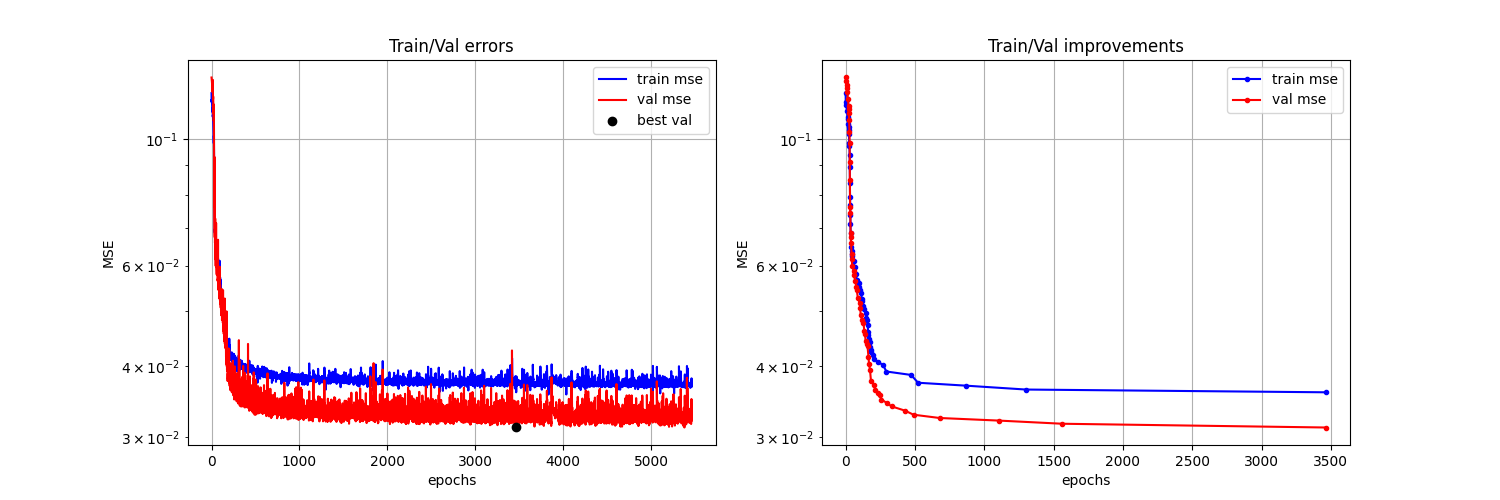 Train/Val errors
train mse
val mse
best val
10⁻¹
6 × 10⁻²
4 × 10⁻²
3 × 10⁻²
MSE
0 1000 2000 3000 4000 5000
epochs
Train/Val improvements
train mse
val mse
10⁻¹
6 × 10⁻²
4 × 10⁻²
3 × 10⁻²
MSE
0 500 1000 1500 2000 2500 3000 3500
epochs